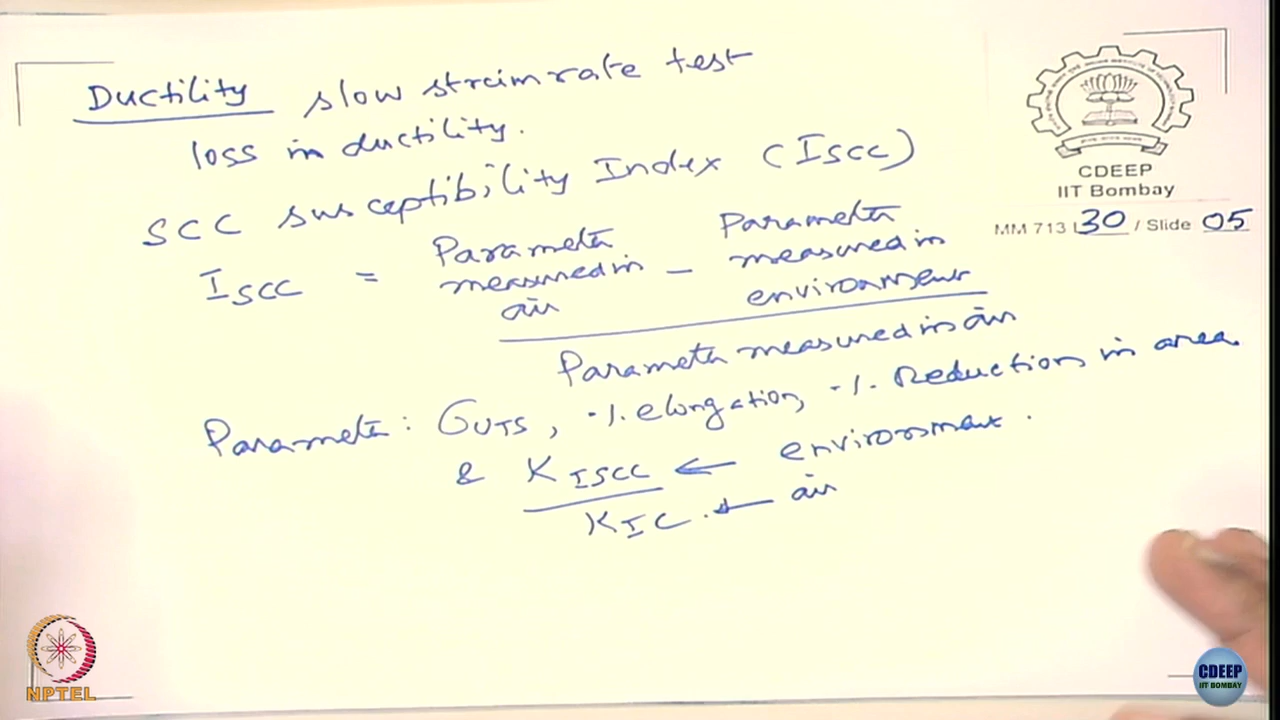 Ductility slow strain rate test
loss in ductility.
SCC susceptibility Index (ISCC)
ISCC = Parameter measured in air − Parameter measured in environment
Parameter measured in air
Parameter: σUTS, % elongation, % Reduction in area
& KISCC ← environment.
KIC. ← air
CDEEP
IIT Bombay
MM 713 L30 / Slide 05
NPTEL
CDEEP
IIT BOMBAY